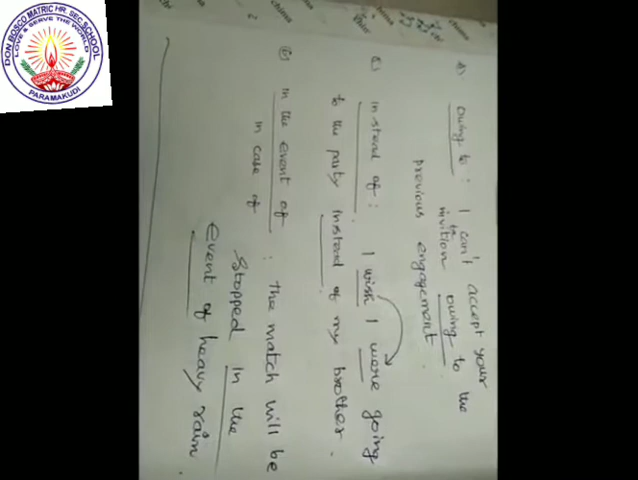 DON BOSCO MATRIC HR. SEC. SCHOOL
LOVE & SERVE THE WORLD
PARAMAKUDI
owing to : I can't accept your
invition owing to the
previous engagement
instead of : I wish I were going
to the party instead of my brother.
in the event of : The match will be
in case of
stopped in the
event of heavy rain.